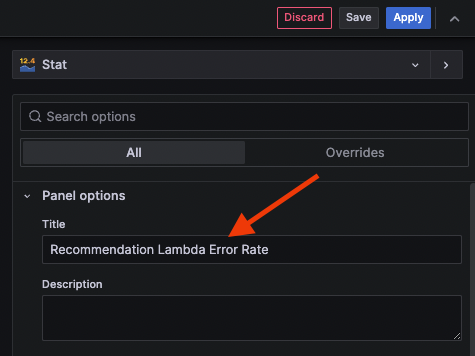 Discard Save Apply
12.4 Stat
Search options
All Overrides
Panel options
Title
Recommendation Lambda Error Rate
Description